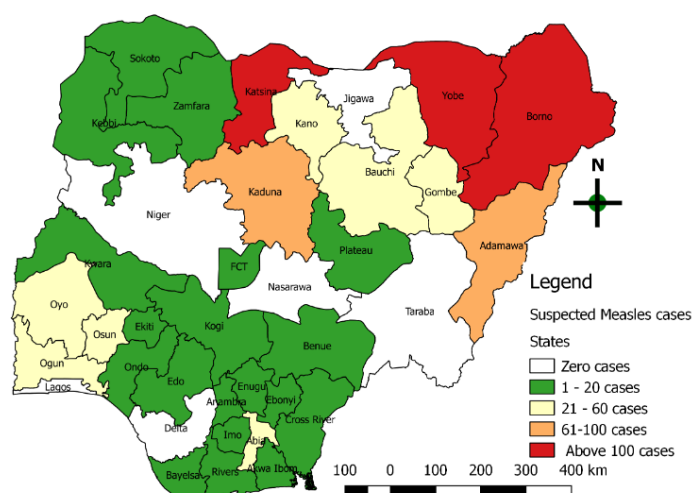 Sokoto
Katsina
Yobe
Borno
Zamfara
Jigawa
Kebbi
Kano
Bauchi
Gombe
N
Kaduna
Niger
Adamawa
Plateau
Kwara
FCT
Nasarawa
Oyo
Taraba
Osun
Ekiti
Kogi
Benue
Ogun
Ondo
Lagos
Edo
Enugu
Anambra
Ebonyi
Cross River
Delta
Imo
Abia
Bayelsa
Rivers
Akwa Ibom
Legend
Suspected Measles cases
States
Zero cases
1 - 20 cases
21 - 60 cases
61-100 cases
Above 100 cases
100 0 100 200 300 400 km